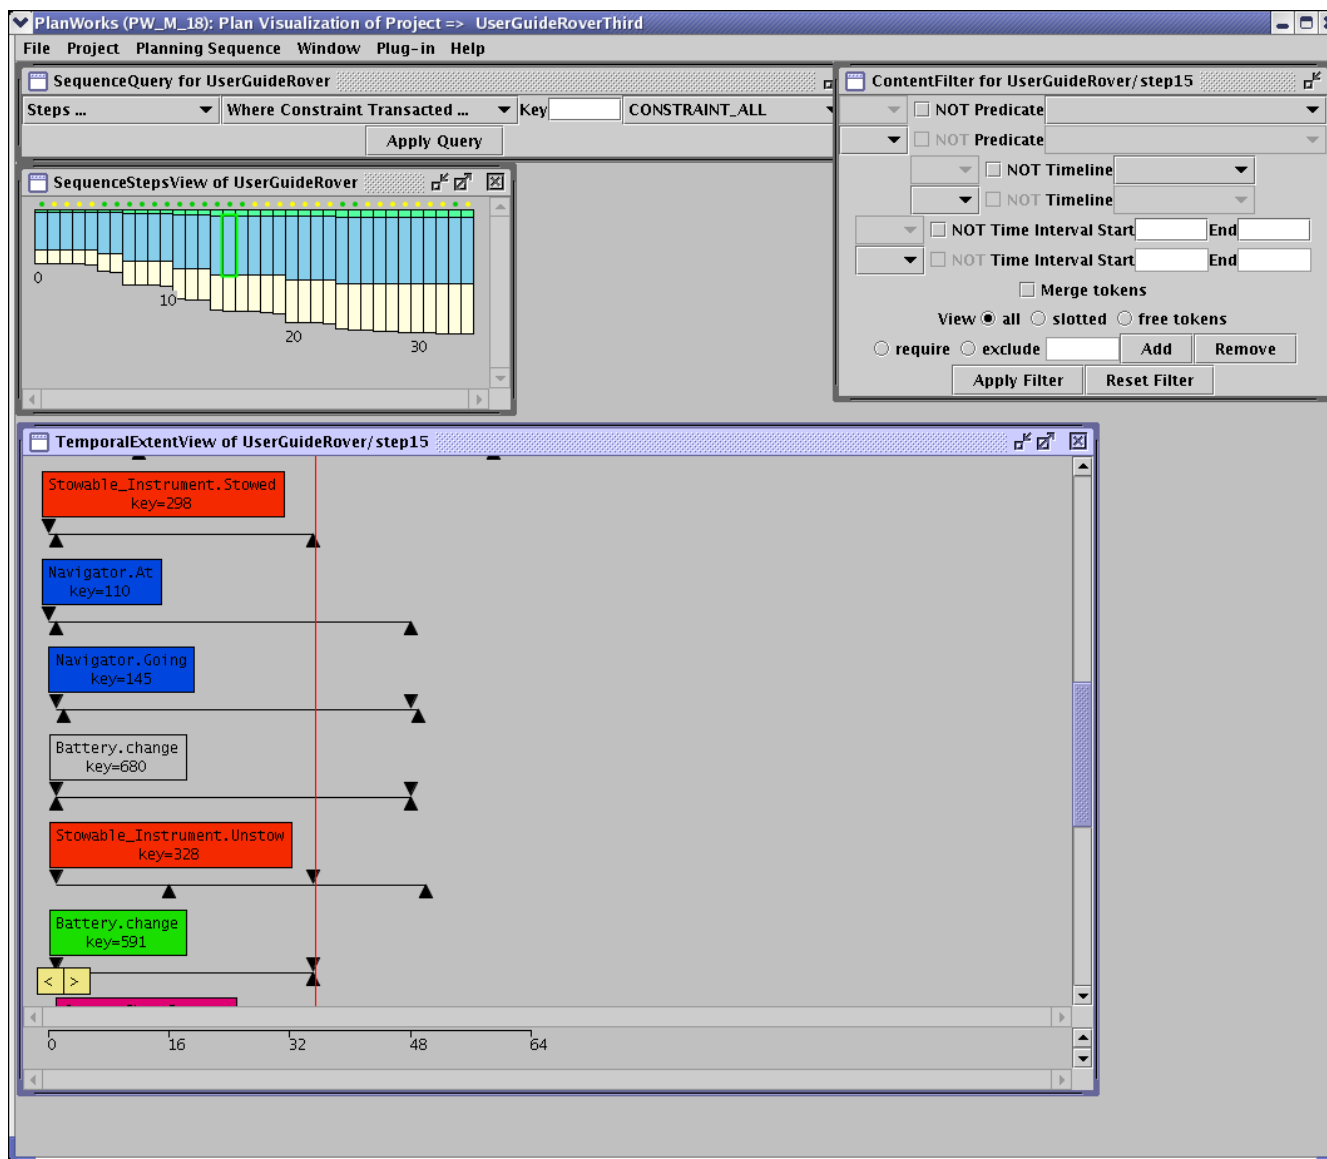 PlanWorks (PW_M_18): Plan Visualization of Project => UserGuideRoverThird
File Project Planning Sequence Window Plug-in Help
SequenceQuery for UserGuideRover
Steps ... Where Constraint Transacted ... Key CONSTRAINT_ALL
Apply Query
ContentFilter for UserGuideRover/step15
NOT Predicate
NOT Predicate
NOT Timeline
NOT Timeline
NOT Time Interval Start End
NOT Time Interval Start End
Merge tokens
View all slotted free tokens
require exclude Add Remove
Apply Filter Reset Filter
SequenceStepsView of UserGuideRover
0
10
20
30
TemporalExtentView of UserGuideRover/step15
Stowable_Instrument.Stowed
key=298
Navigator.At
key=110
Navigator.Going
key=145
Battery.change
key=680
Stowable_Instrument.Unstow
key=328
Battery.change
key=591
< >
0 16 32 48 64